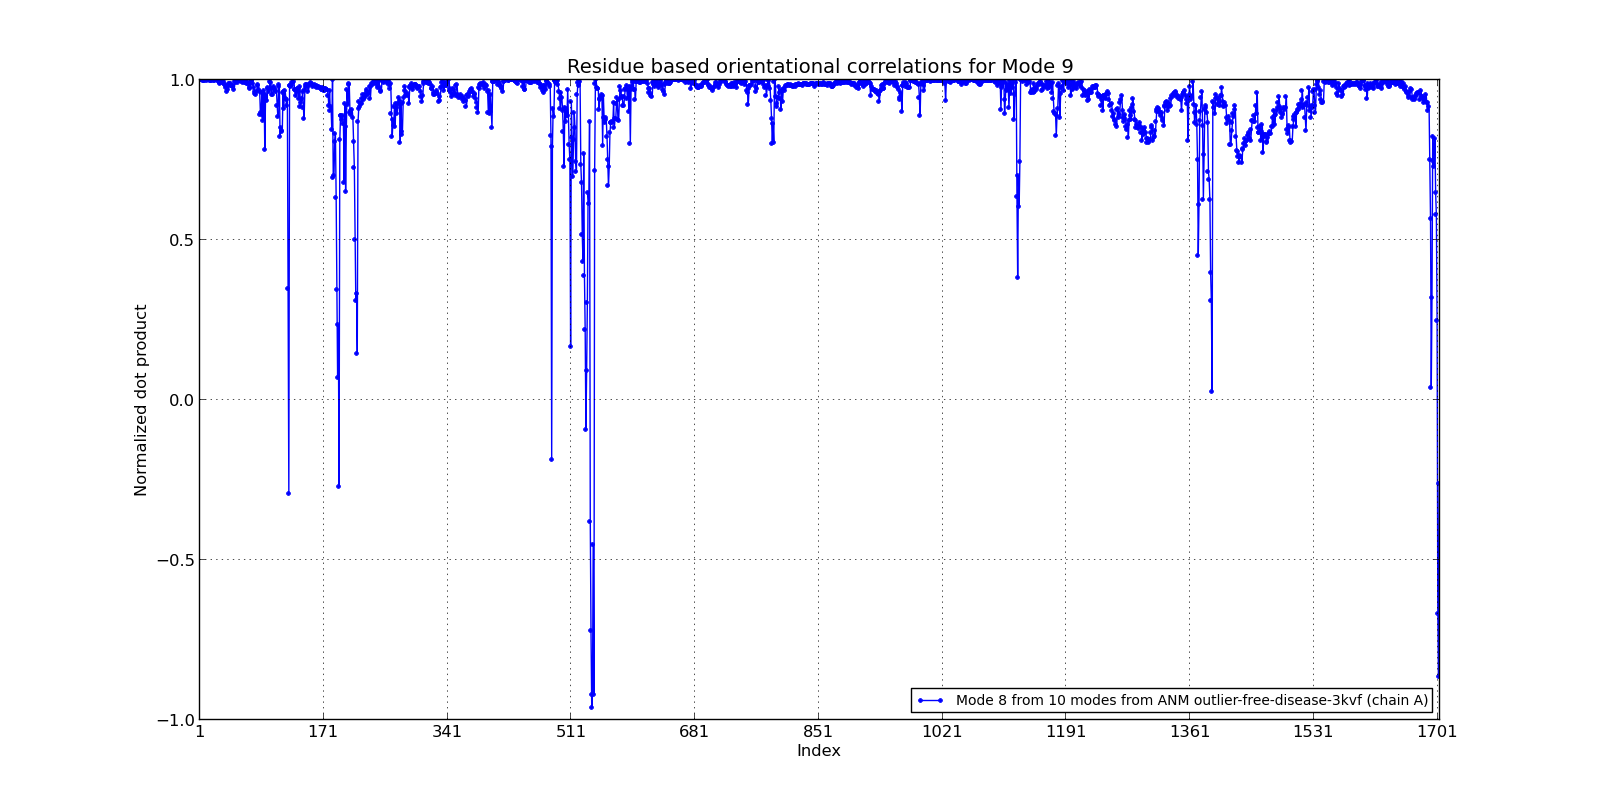 Residue based orientational correlations for Mode 9
1.0
0.5
0.0
−0.5
−1.0
Normalized dot product
Mode 8 from 10 modes from ANM outlier-free-disease-3kvf (chain A)
1 171 341 511 681 851 1021 1191 1361 1531 1701
Index